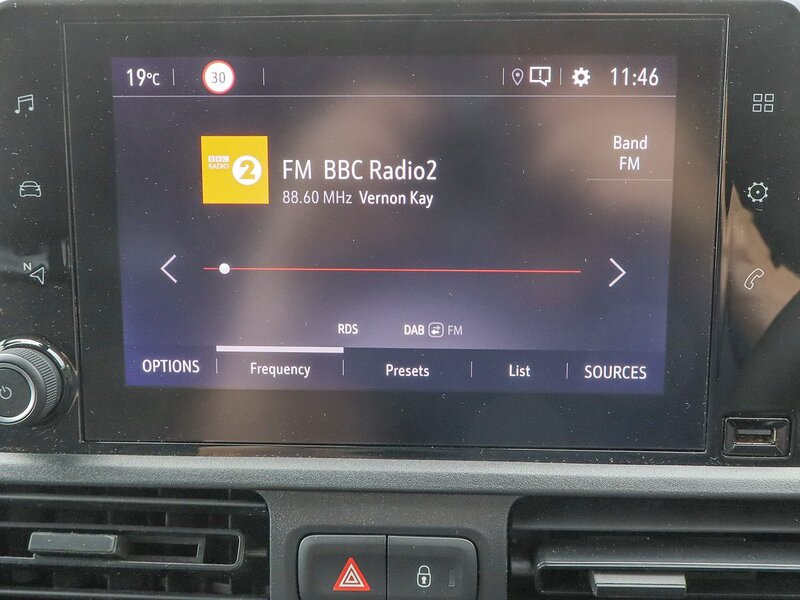 19°C
30
11:46
BBC
RADIO
2
FM BBC Radio2
88.60 MHz Vernon Kay
Band
FM
N
RDS
DAB FM
OPTIONS
Frequency
Presets
List
SOURCES